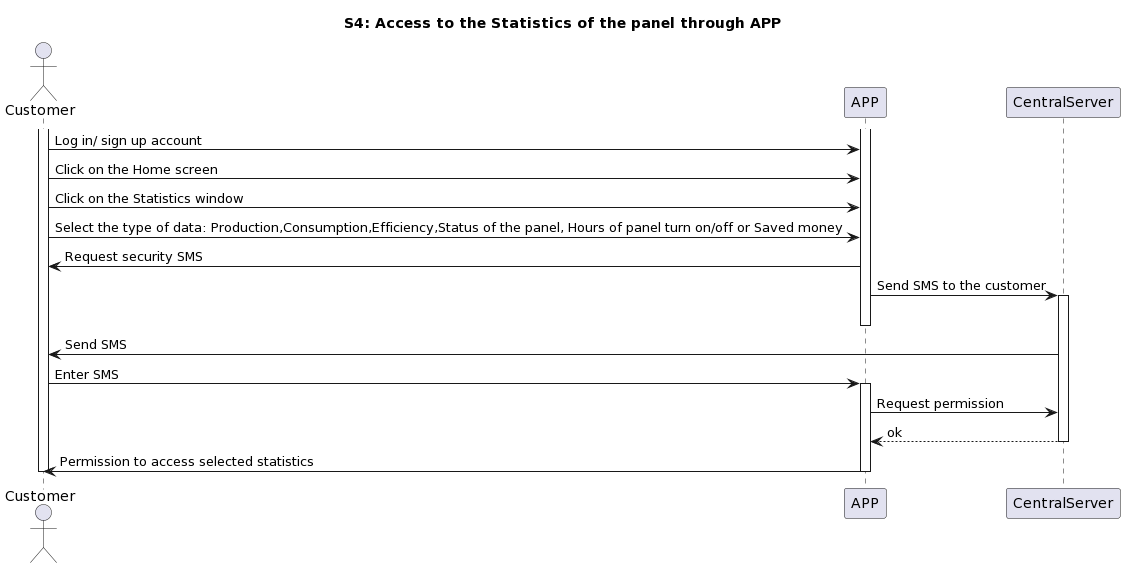 S4: Access to the Statistics of the panel through APP
Customer
APP
CentralServer
Log in/ sign up account
Click on the Home screen
Click on the Statistics window
Select the type of data: Production,Consumption,Efficiency,Status of the panel, Hours of panel turn on/off or Saved money
Request security SMS
Send SMS to the customer
Send SMS
Enter SMS
Request permission
ok
Permission to access selected statistics
Customer
APP
CentralServer